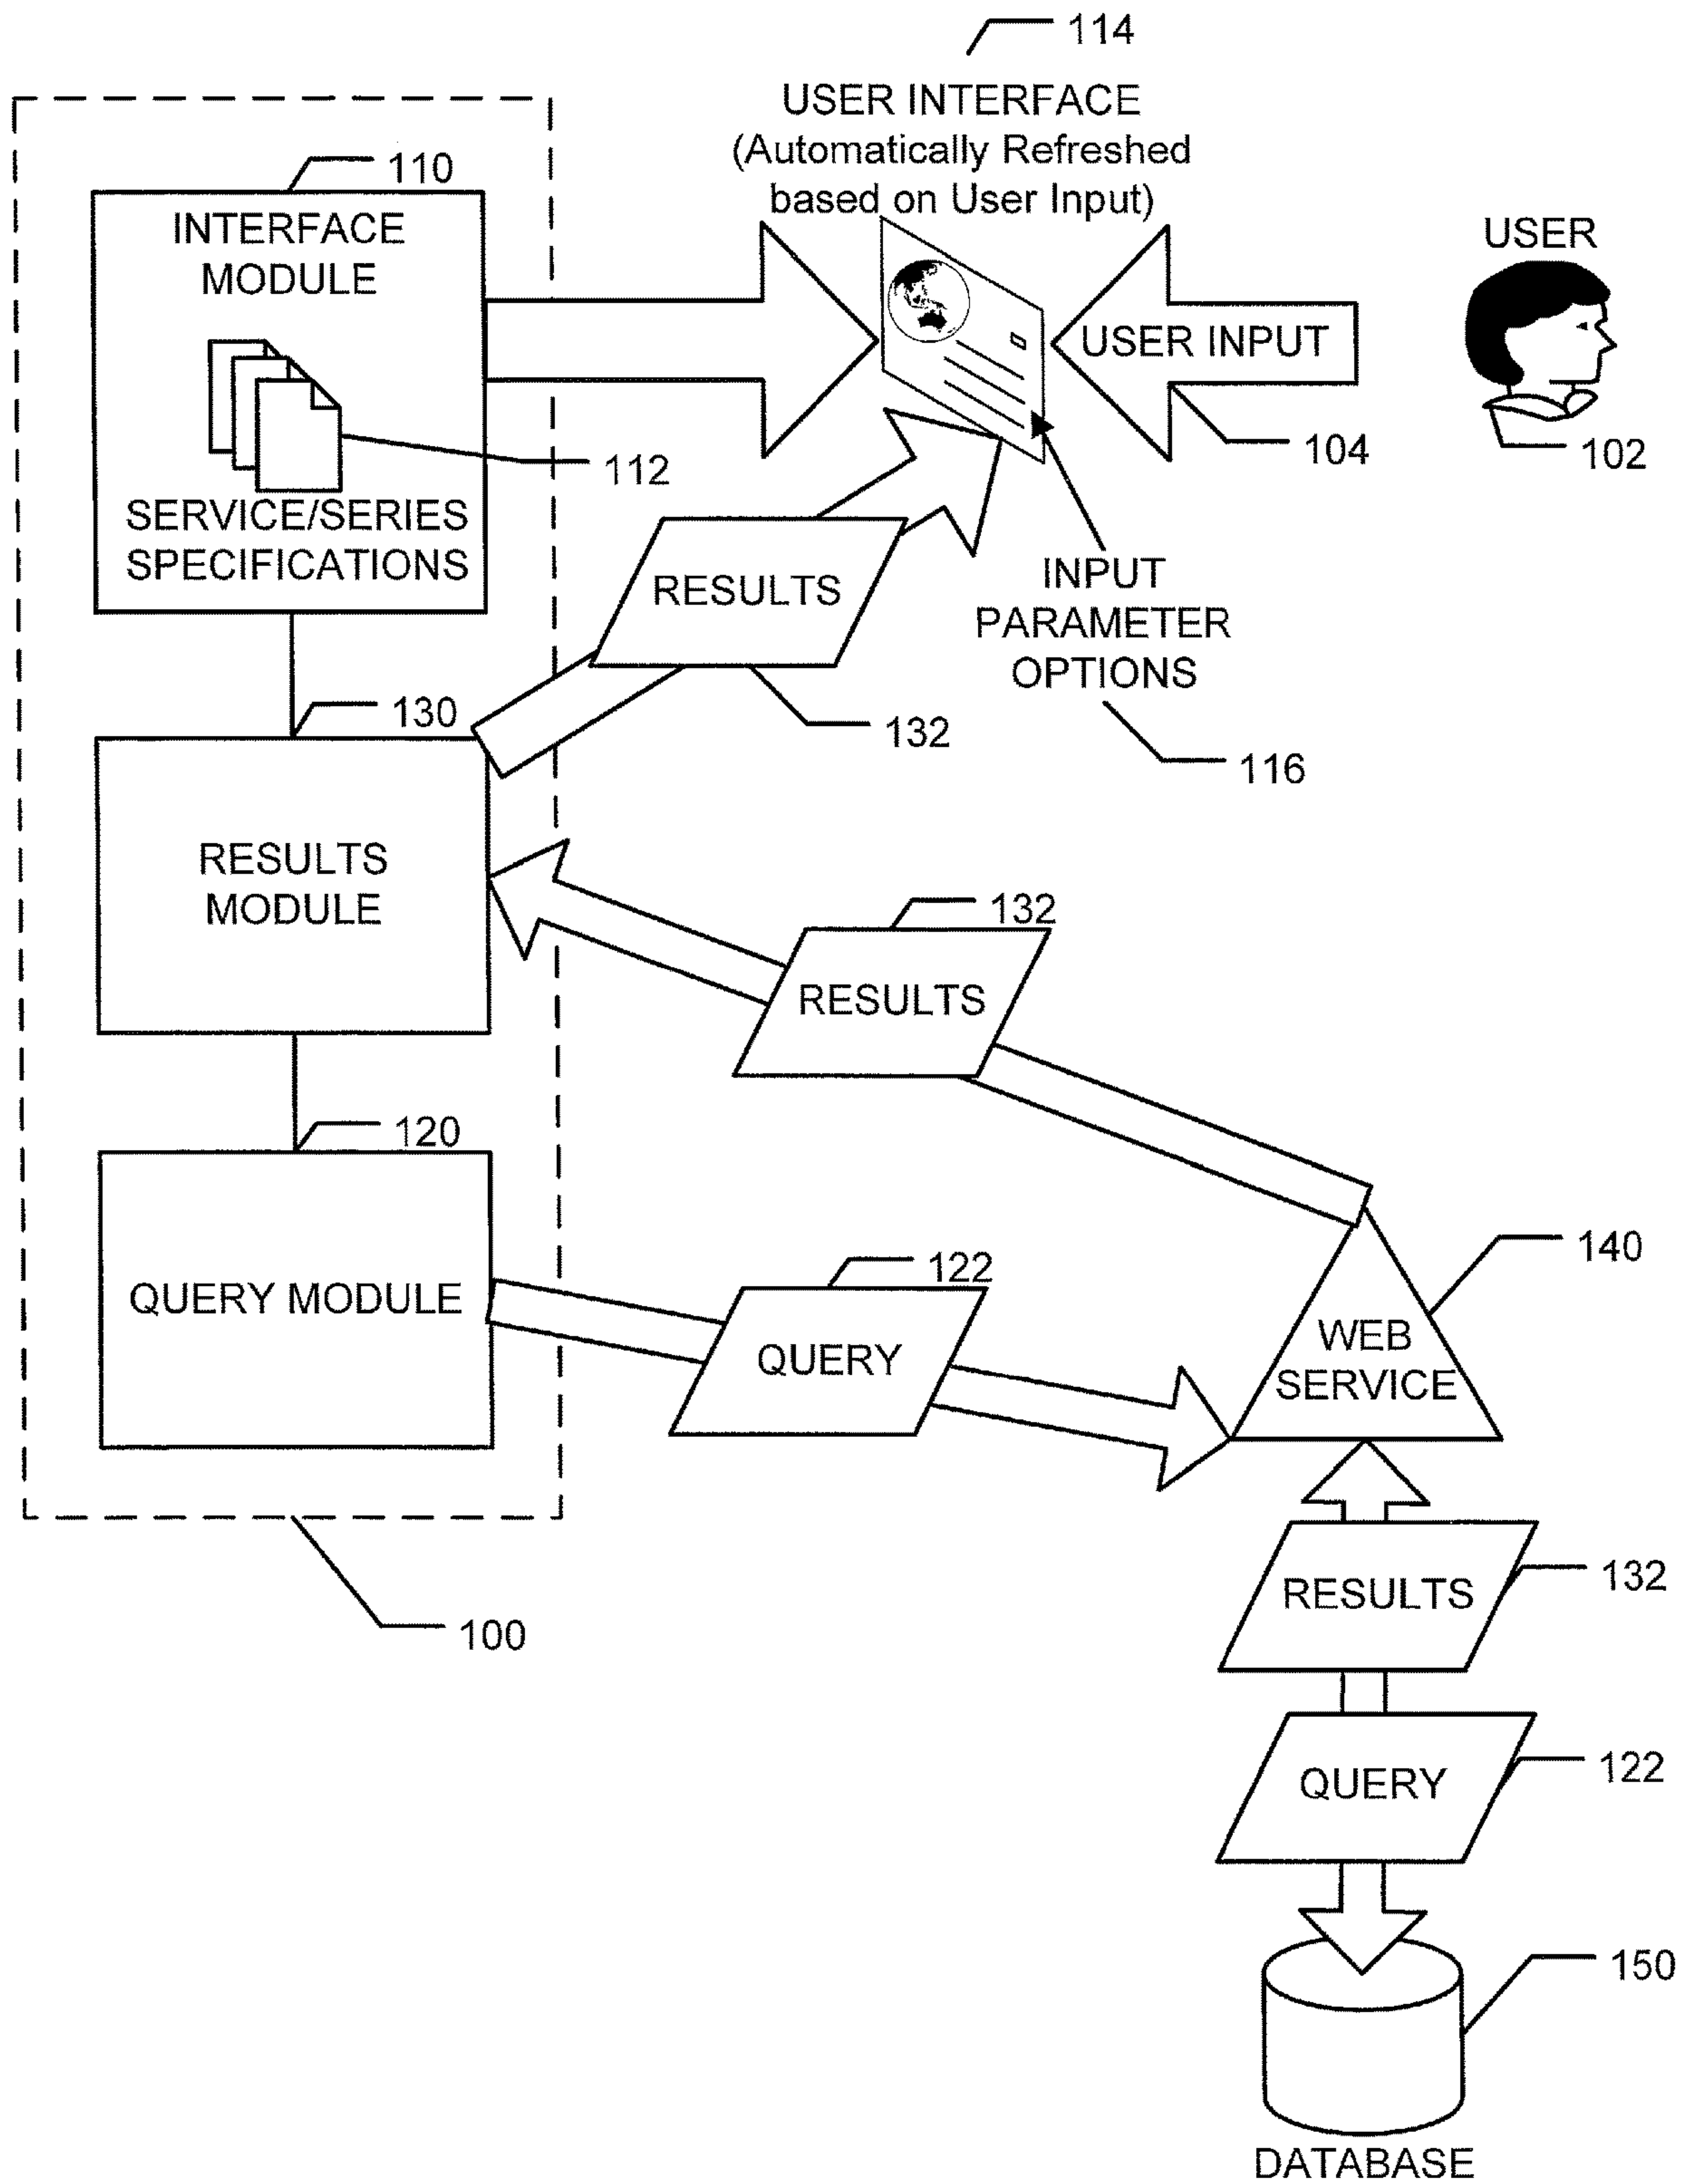 114
USER INTERFACE
(Automatically Refreshed
based on User Input)
110
INTERFACE
MODULE
USER
USER INPUT
104
102
112
SERVICE/SERIES
SPECIFICATIONS
RESULTS
132
INPUT
PARAMETER
OPTIONS
116
130
RESULTS
MODULE
132
RESULTS
120
QUERY MODULE
122
QUERY
140
WEB
SERVICE
RESULTS
132
100
QUERY
122
150
DATABASE